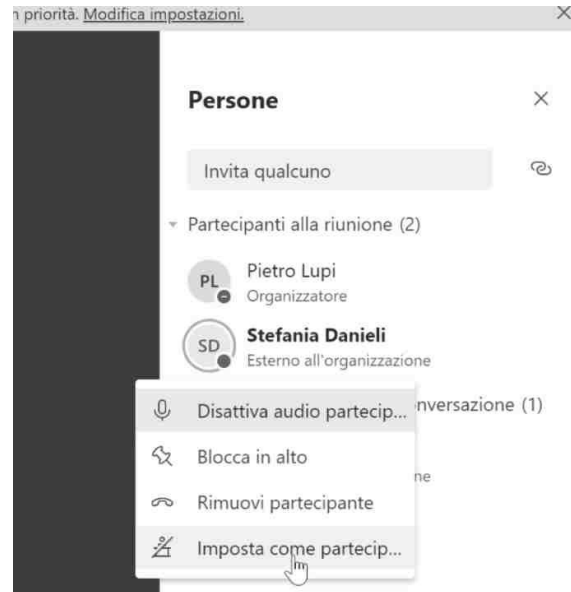 n priorità. Modifica impostazioni.
Persone
Invita qualcuno
Partecipanti alla riunione (2)
PL
Pietro Lupi
Organizzatore
SD
Stefania Danieli
Esterno all'organizzazione
Disattiva audio partecip...
nversazione (1)
Blocca in alto
ne
Rimuovi partecipante
Imposta come partecip...